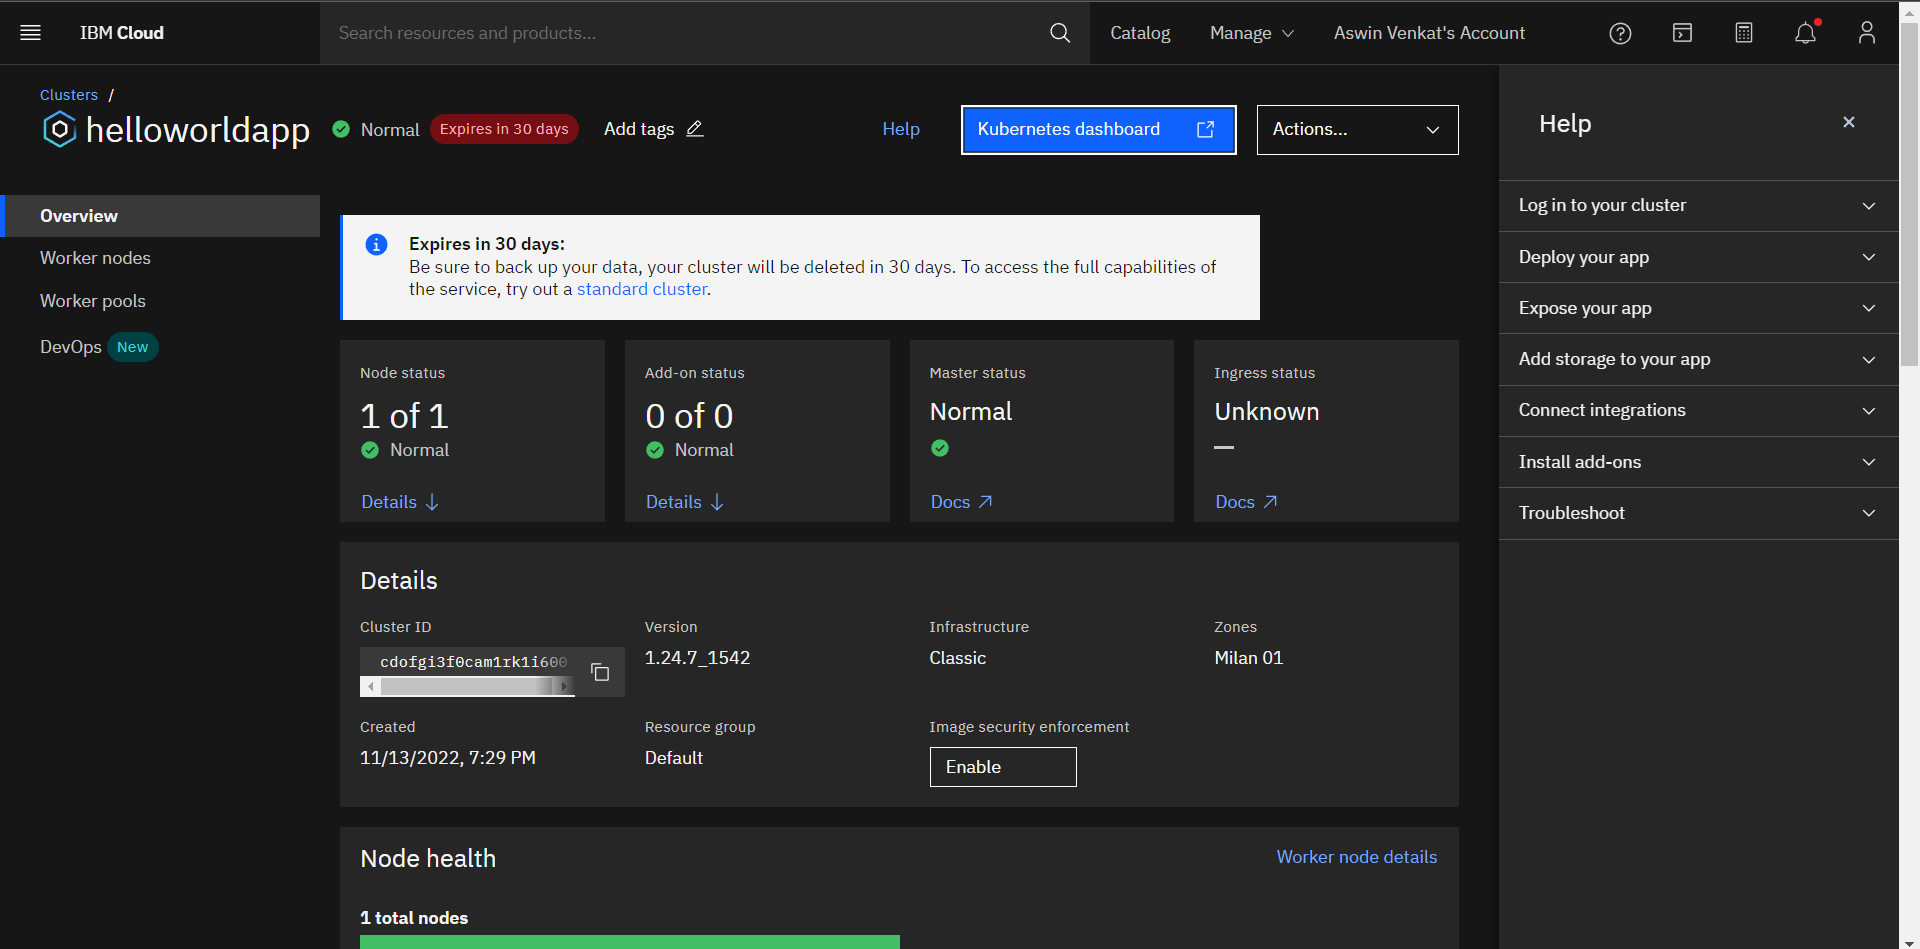 IBM Cloud
Search resources and products...
Catalog
Manage
Aswin Venkat's Account
Clusters /
helloworldapp
Normal
Expires in 30 days
Add tags
Help
Kubernetes dashboard
Actions...
Overview
Worker nodes
Worker pools
DevOps New
Expires in 30 days:
Be sure to back up your data, your cluster will be deleted in 30 days. To access the full capabilities of
the service, try out a standard cluster.
Node status
1 of 1
Normal
Details
Add-on status
0 of 0
Normal
Details
Master status
Normal
Docs
Ingress status
Unknown
Docs
Details
Cluster ID
cdofgi3f0cam1rk1i600
Version
1.24.7_1542
Infrastructure
Classic
Zones
Milan 01
Created
11/13/2022, 7:29 PM
Resource group
Default
Image security enforcement
Enable
Node health
Worker node details
1 total nodes
Help
Log in to your cluster
Deploy your app
Expose your app
Add storage to your app
Connect integrations
Install add-ons
Troubleshoot